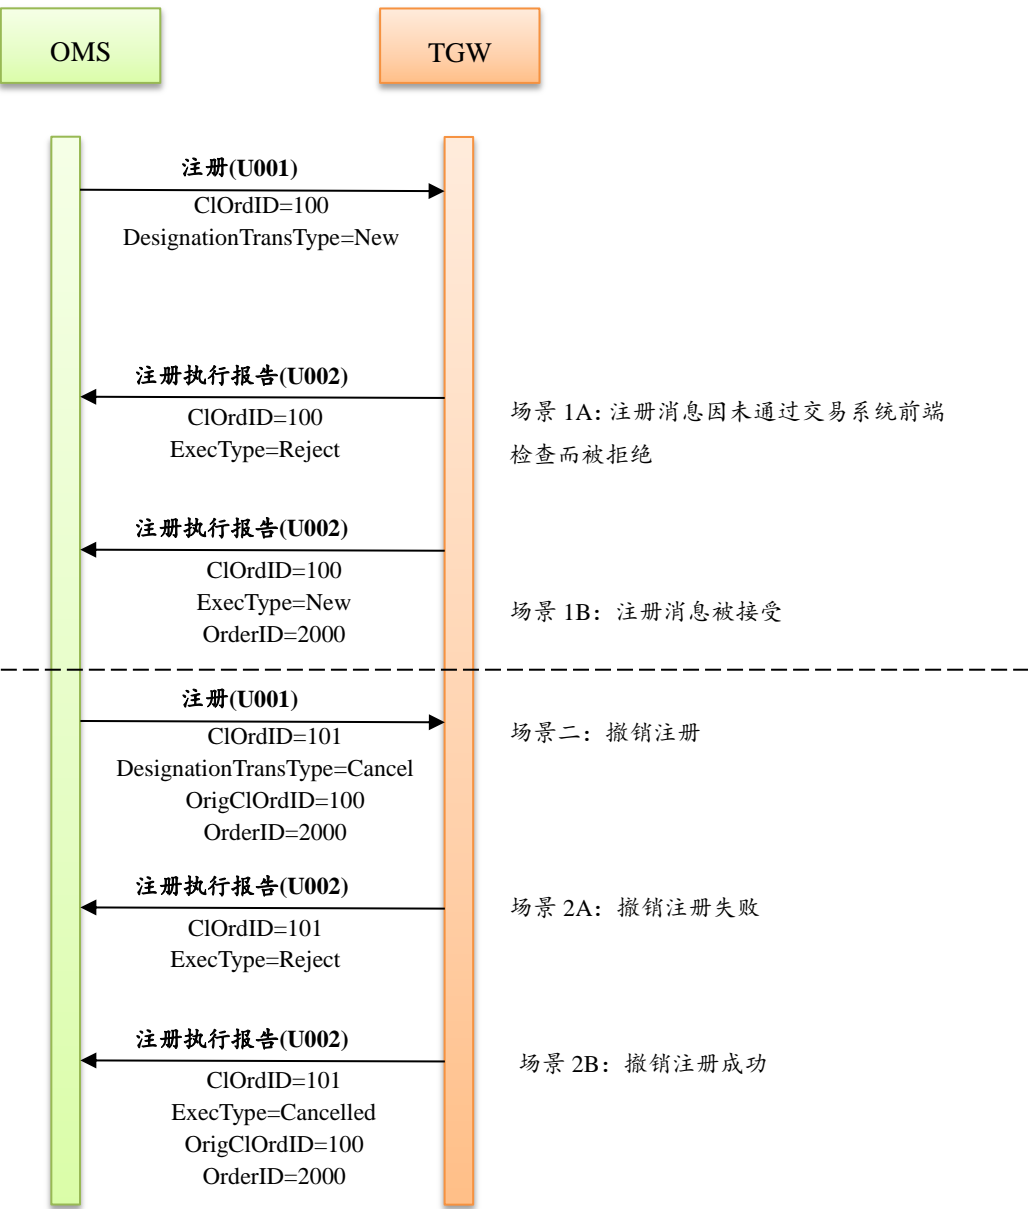 OMS
TGW
注册(U001)
ClOrdID=100
DesignationTransType=New
注册执行报告(U002)
ClOrdID=100
ExecType=Reject
场景 1A: 注册消息因未通过交易系统前端
检查而被拒绝
注册执行报告(U002)
ClOrdID=100
ExecType=New
OrderID=2000
场景 1B：注册消息被接受
注册(U001)
ClOrdID=101
DesignationTransType=Cancel
OrigClOrdID=100
OrderID=2000
场景二：撤销注册
注册执行报告(U002)
ClOrdID=101
ExecType=Reject
场景 2A：撤销注册失败
注册执行报告(U002)
ClOrdID=101
ExecType=Cancelled
OrigClOrdID=100
OrderID=2000
场景 2B：撤销注册成功